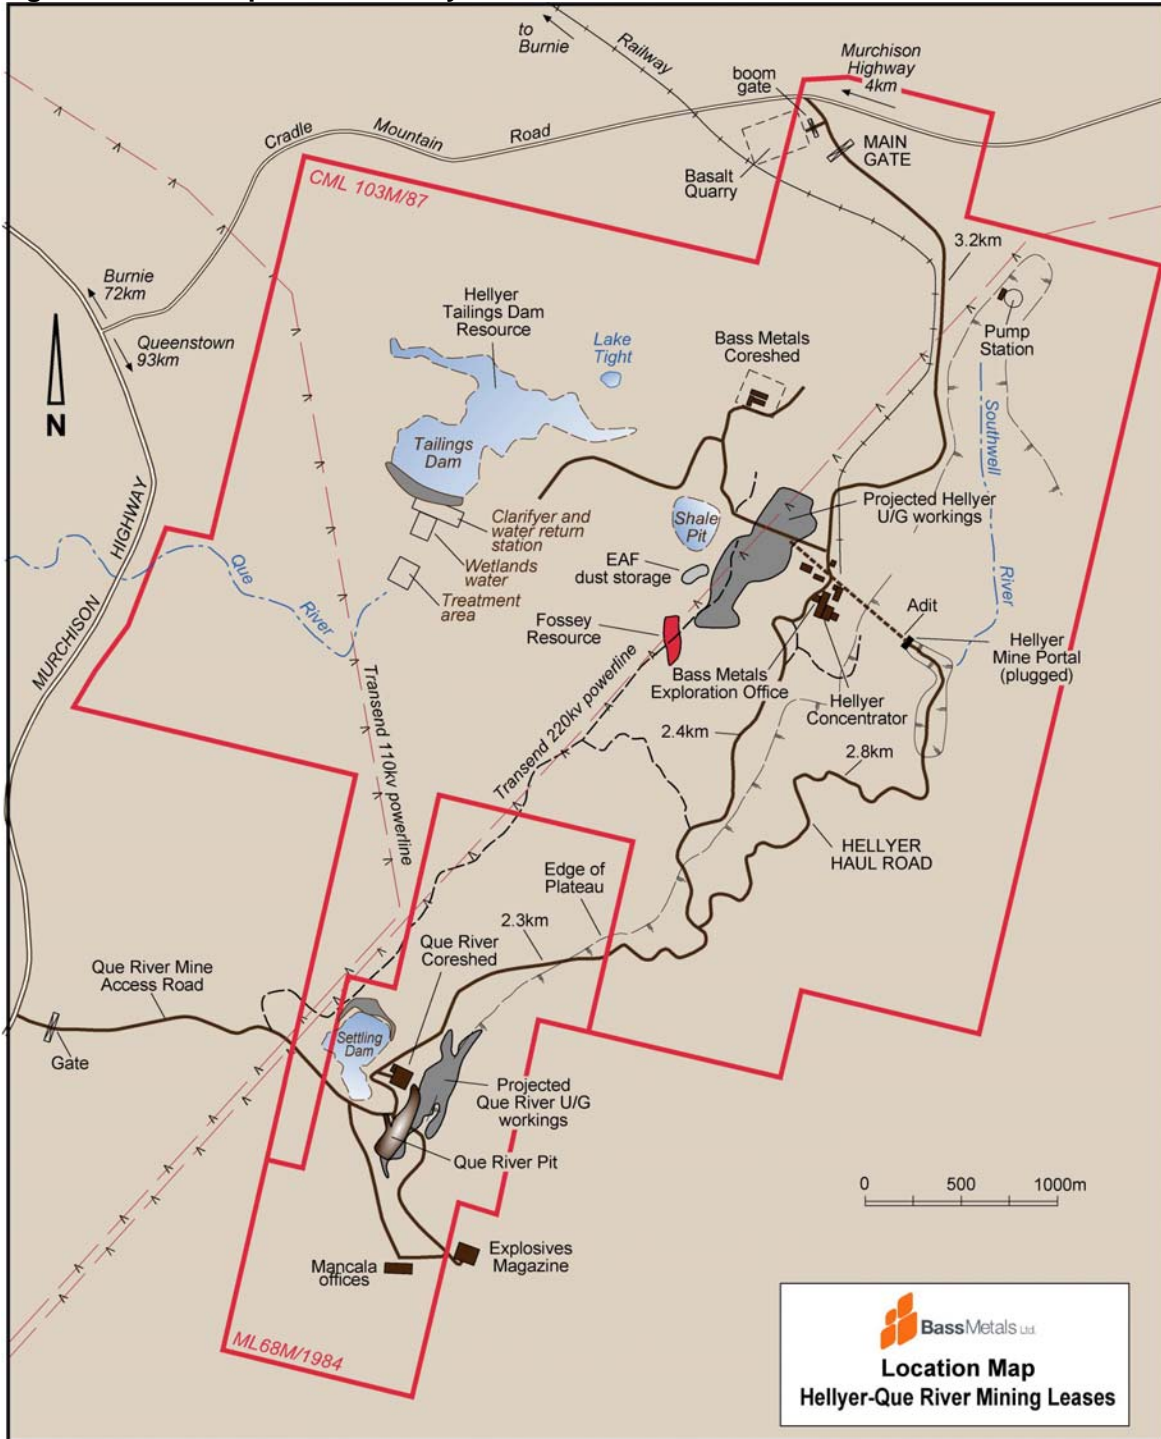 to
Burnie
Railway
Murchison
Highway
4km
boom
gate
Cradle Mountain Road
MAIN
GATE
Basalt
Quarry
CML 103M/87
3.2km
Burnie
72km
Queenstown
93km
N
Hellyer
Tailings Dam
Resource
Lake
Tight
Bass Metals
Coreshed
Pump
Station
Southwell River
Tailings
Dam
Projected Hellyer
U/G workings
Shale
Pit
Clarifyer and
water return
station
EAF
dust storage
Wetlands
water
Que River
Treatment
area
MURCHISON HIGHWAY
Adit
Fossey
Resource
Hellyer
Mine Portal
(plugged)
Bass Metals
Exploration Office
Hellyer
Concentrator
Transend 110kv powerline
Transend 220kv powerline
2.4km
2.8km
HELLYER
HAUL ROAD
Edge of
Plateau
2.3km
Que River
Coreshed
Que River Mine
Access Road
Gate
Settling
Dam
Projected
Que River U/G
workings
Que River Pit
0 500 1000m
Explosives
Magazine
Mancala
offices
ML68M/1984
BassMetals Ltd.
Location Map
Hellyer-Que River Mining Leases